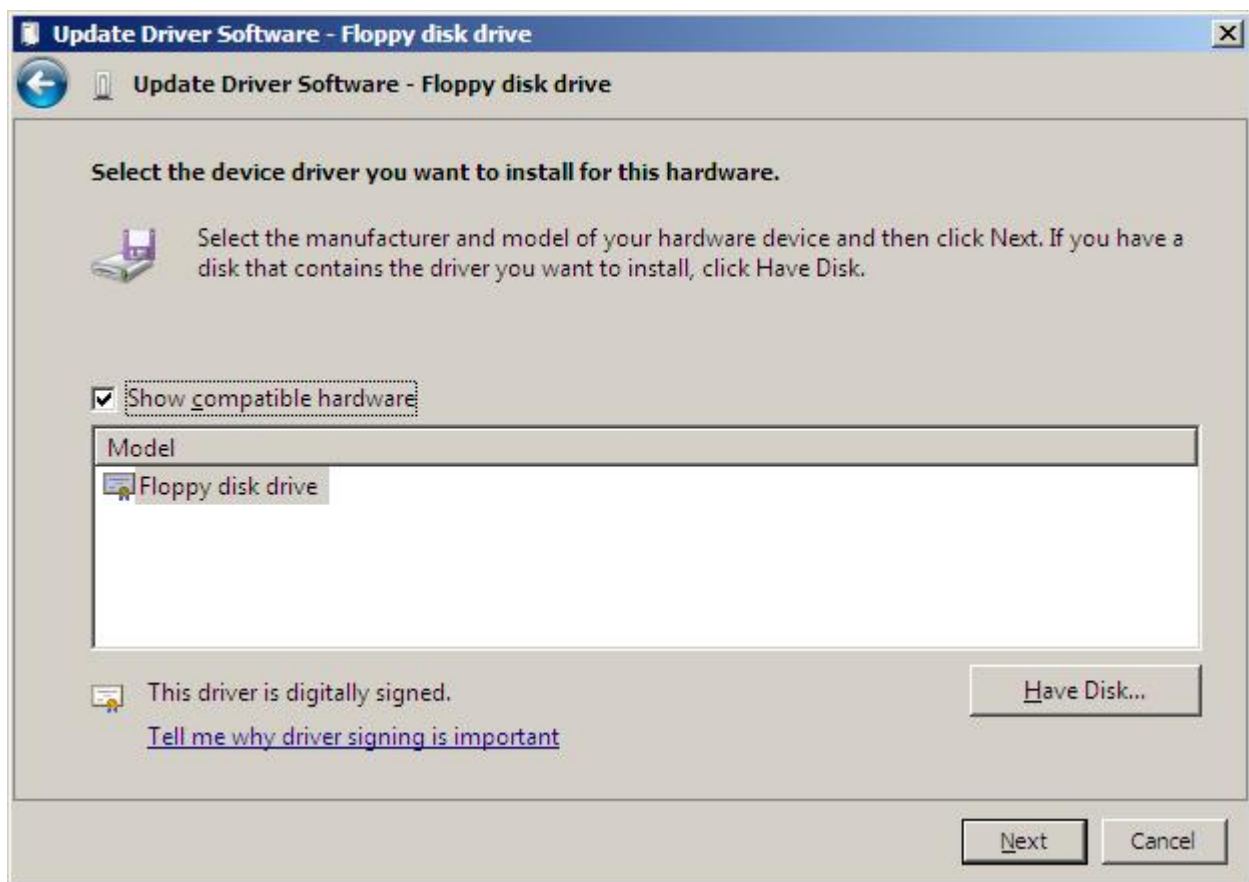 Update Driver Software - Floppy disk drive
Update Driver Software - Floppy disk drive
Select the device driver you want to install for this hardware.
Select the manufacturer and model of your hardware device and then click Next. If you have a
disk that contains the driver you want to install, click Have Disk.
Show compatible hardware
Model
Floppy disk drive
This driver is digitally signed.
Have Disk...
Tell me why driver signing is important
Next
Cancel